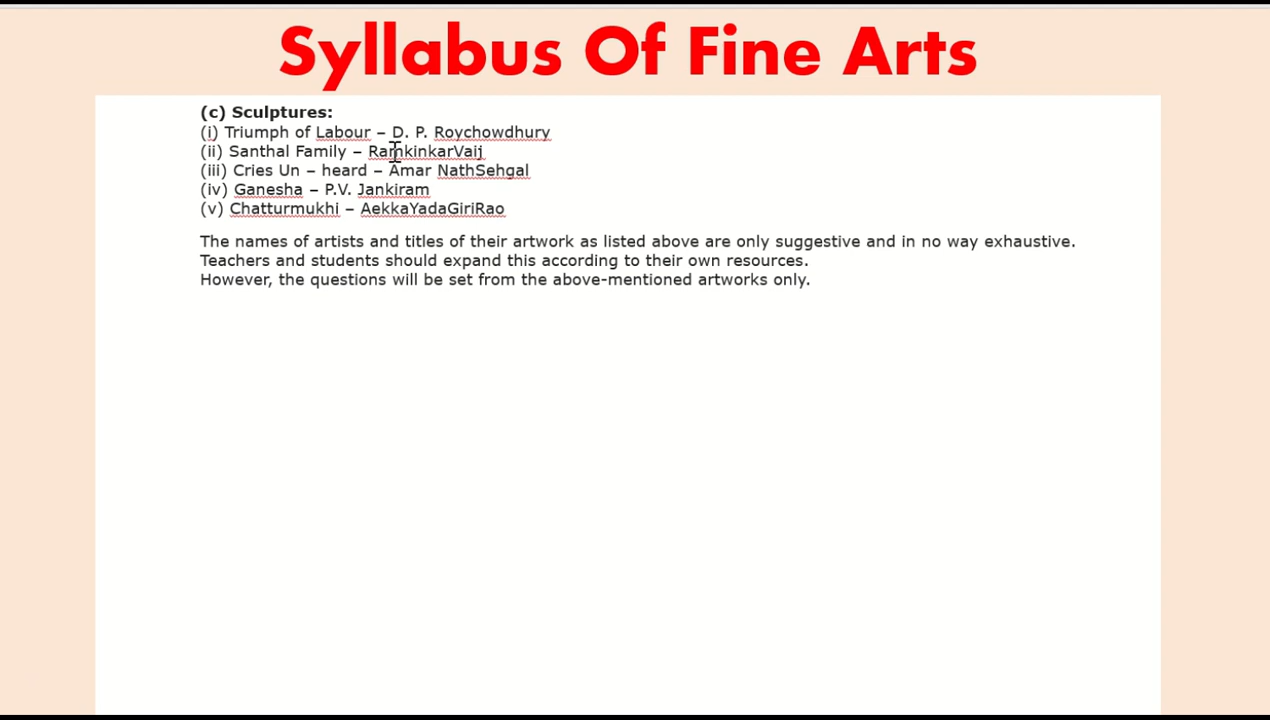 Syllabus Of Fine Arts
(c) Sculptures:
(i) Triumph of Labour – D. P. Roychowdhury
(ii) Santhal Family – RamkinkarVaij
(iii) Cries Un – heard – Amar NathSehgal
(iv) Ganesha – P.V. Jankiram
(v) Chatturmukhi – AekkaYadaGiriRao
The names of artists and titles of their artwork as listed above are only suggestive and in no way exhaustive.
Teachers and students should expand this according to their own resources.
However, the questions will be set from the above-mentioned artworks only.